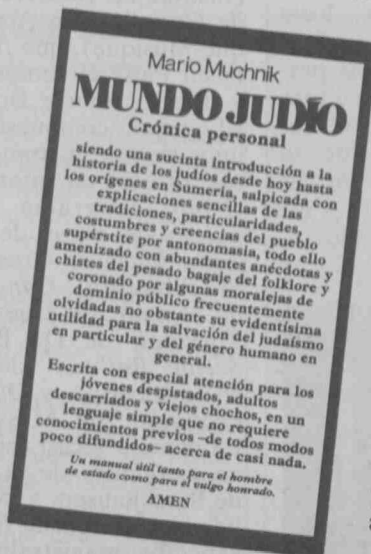 Mario Muchnik
MUNDO JUDÍO
Crónica personal
siendo una sucinta introducción a la
historia de los judíos desde hoy hasta
los orígenes en Sumeria, salpicada con
explicaciones sencillas de las
tradiciones, particularidades,
costumbres y creencias del pueblo
supérstite por antonomasia, todo ello
amenizado con abundantes anécdotas y
chistes del pesado bagaje del folklore y
coronado por algunas moralejas de
dominio público frecuentemente
olvidadas no obstante su evidentísima
utilidad para la salvación del judaísmo
en particular y del género humano en
general.
Escrita con especial atención para los
jóvenes despistados, adultos
descarriados y viejos chochos, en un
lenguaje simple que no requiere
conocimientos previos –de todos modos
poco difundidos– acerca de casi nada.
Un manual útil tanto para el hombre
de estado como para el vulgo honrado.
AMEN